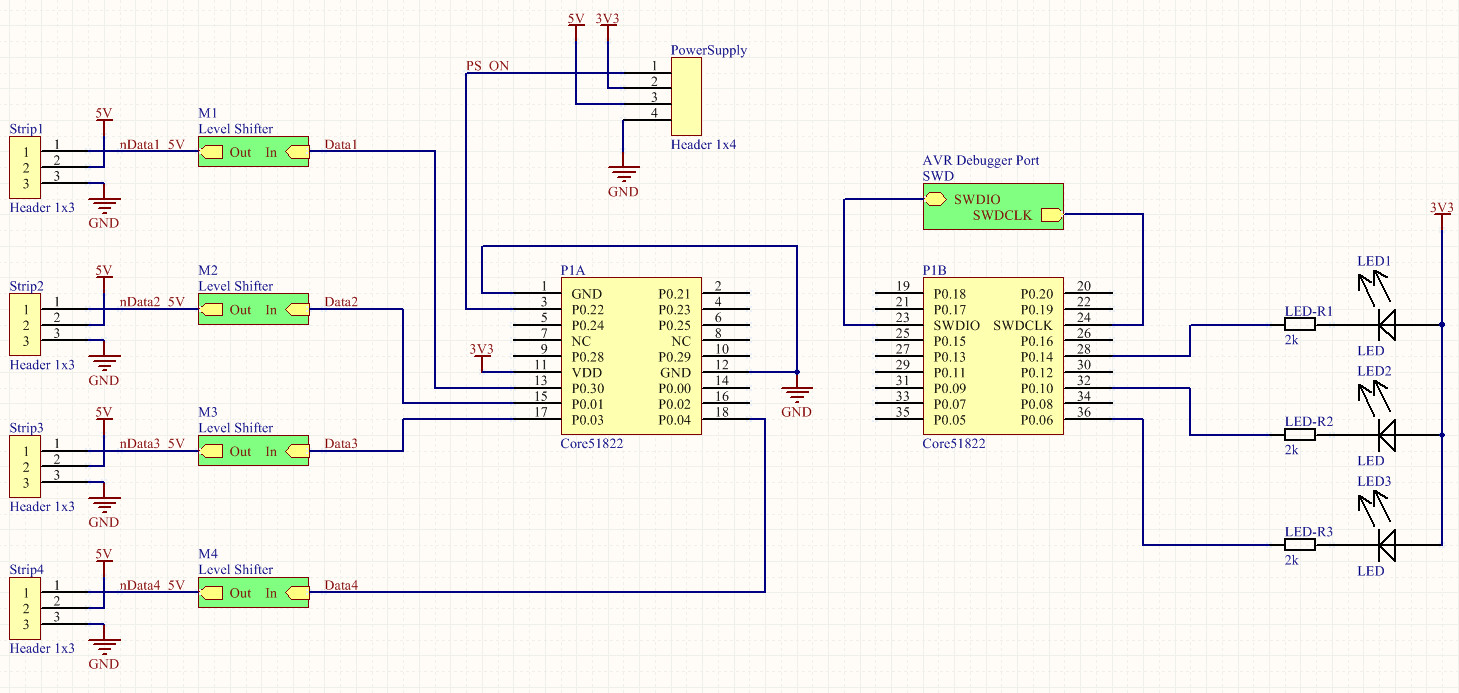 5V 3V3
PowerSupply
PS_ON
1
2
3
4
Header 1x4
GND
5V
Strip1
M1
Level Shifter
1 1 nData1_5V Out In Data1
2 2
3 3
Header 1x3
GND
5V
Strip2
M2
Level Shifter
1 1 nData2_5V Out In Data2
2 2
3 3
Header 1x3
GND
5V
Strip3
M3
Level Shifter
1 1 nData3_5V Out In Data3
2 2
3 3
Header 1x3
GND
5V
Strip4
M4
Level Shifter
1 1 nData4_5V Out In Data4
2 2
3 3
Header 1x3
GND
P1A
1 GND P0.21 2
3 P0.22 P0.23 4
5 P0.24 P0.25 6
7 NC NC 8
9 P0.28 P0.29 10
3V3
11 VDD GND 12
13 P0.30 P0.00 14
15 P0.01 P0.02 16
17 P0.03 P0.04 18
Core51822
GND
AVR Debugger Port
SWD
SWDIO
SWDCLK
P1B
19 P0.18 P0.20 20
21 P0.17 P0.19 22
23 SWDIO SWDCLK 24
25 P0.15 P0.16 26
27 P0.13 P0.14 28
29 P0.11 P0.12 30
31 P0.09 P0.10 32
33 P0.07 P0.08 34
35 P0.05 P0.06 36
Core51822
3V3
LED1
LED-R1
2k
LED
LED2
LED-R2
2k
LED
LED3
LED-R3
2k
LED